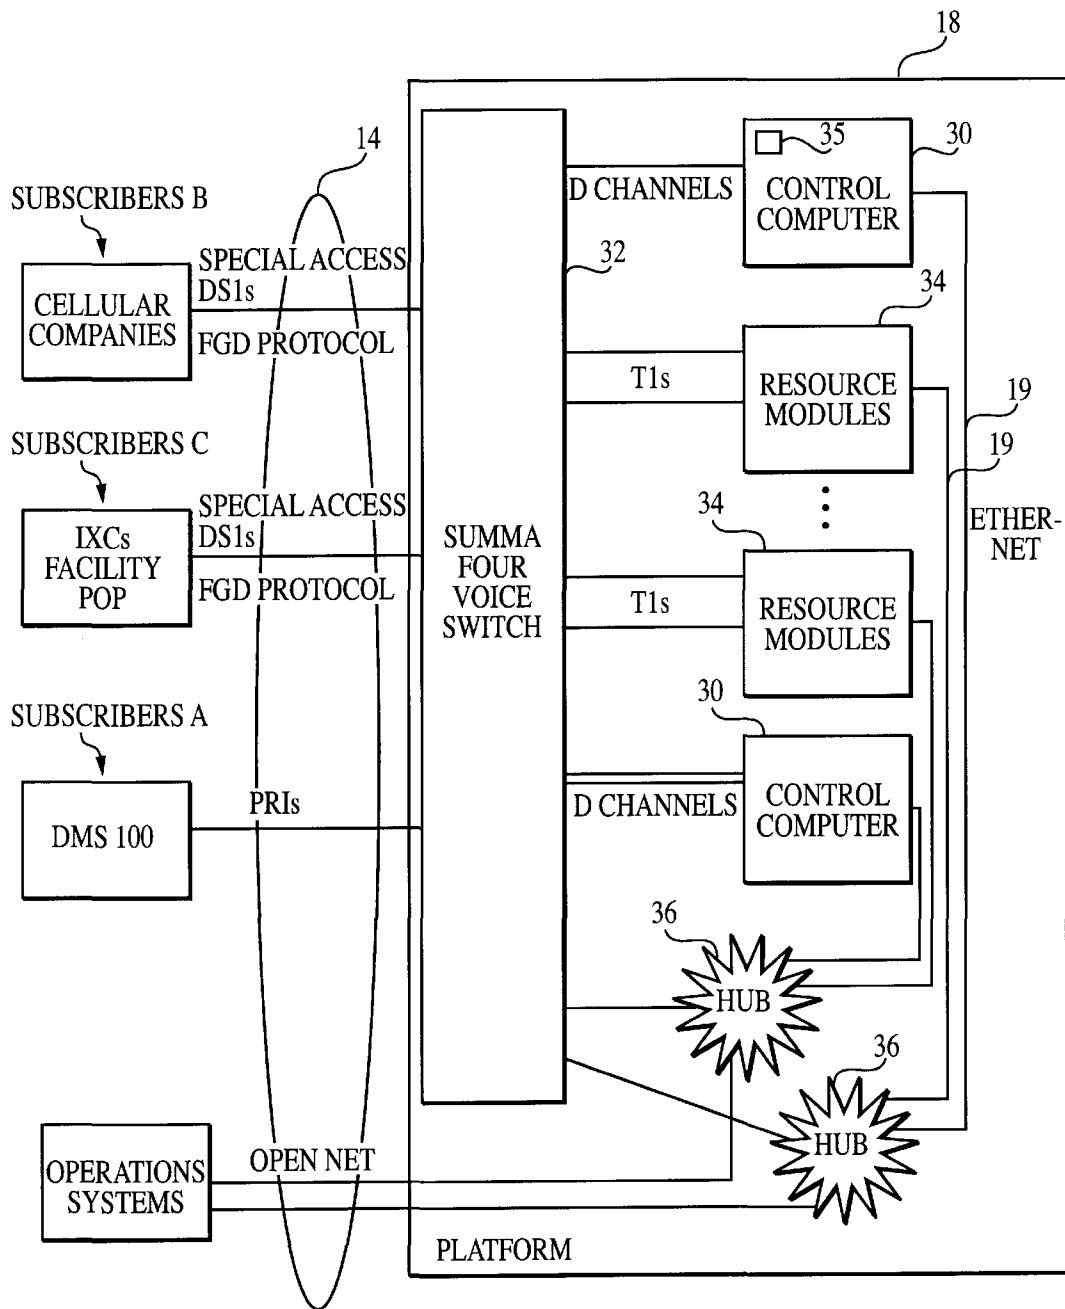 18
14
35
30
D CHANNELS
CONTROL
COMPUTER
SUBSCRIBERS B
SPECIAL ACCESS
DS1s
32
CELLULAR
COMPANIES
FGD PROTOCOL
34
T1s
RESOURCE
MODULES
19
19
SUBSCRIBERS C
SPECIAL ACCESS
DS1s
IXCs
FACILITY
POP
FGD PROTOCOL
SUMMA
FOUR
VOICE
SWITCH
34
ETHER-
NET
T1s
RESOURCE
MODULES
SUBSCRIBERS A
30
PRIs
DMS 100
D CHANNELS
CONTROL
COMPUTER
36
HUB
36
HUB
OPERATIONS
SYSTEMS
OPEN NET
PLATFORM